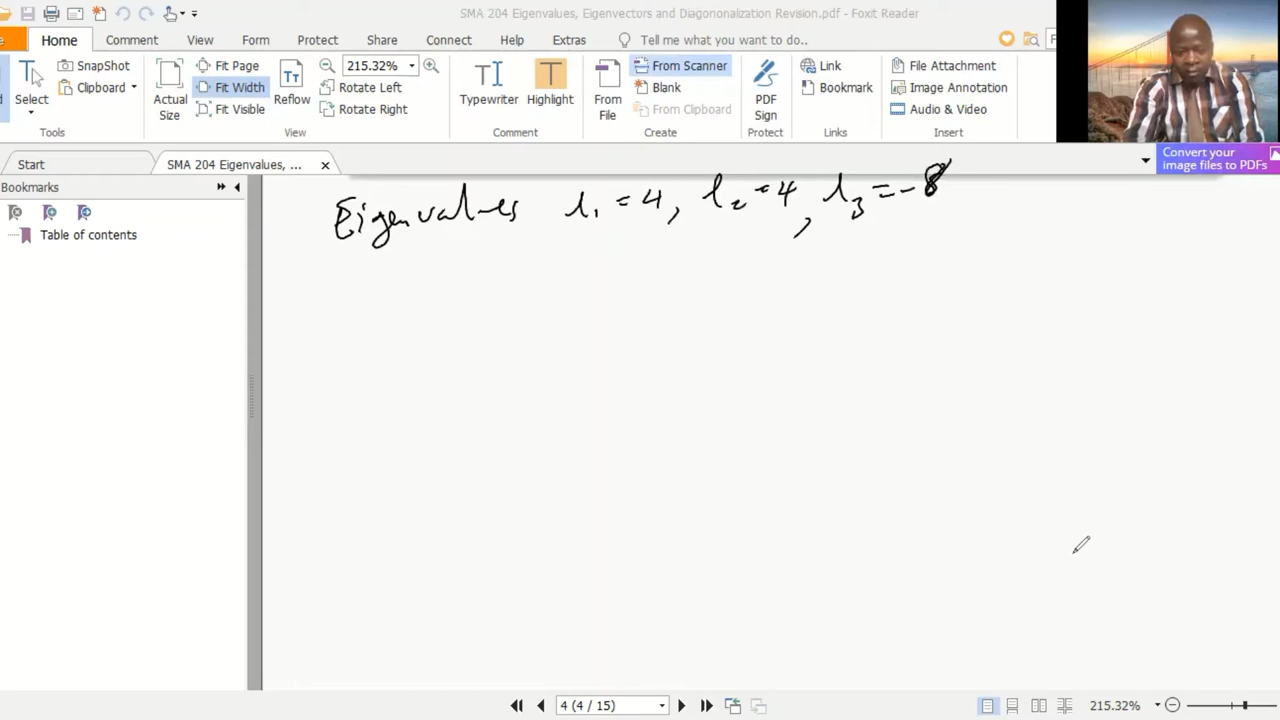 SMA 204 Eigenvalues, Eigenvectors and Diagononalization Revision.pdf - Foxit Reader
Home Comment View Form Protect Share Connect Help Extras Tell me what you want to do..
SnapShot
Clipboard
Select
Tools
Actual Size
Fit Page
Fit Width
Fit Visible
Reflow
215.32%
Rotate Left
Rotate Right
View
Typewriter
Highlight
Comment
From File
From Scanner
Blank
From Clipboard
Create
PDF Sign
Protect
Link
Bookmark
Links
File Attachment
Image Annotation
Audio & Video
Insert
Start
SMA 204 Eigenvalues, ...
Convert your
image files to PDFs
Bookmarks
Table of contents
Eigenvalues λ₁ = 4, λ₂ = 4, λ₃ = -8
4 (4 / 15)
215.32%